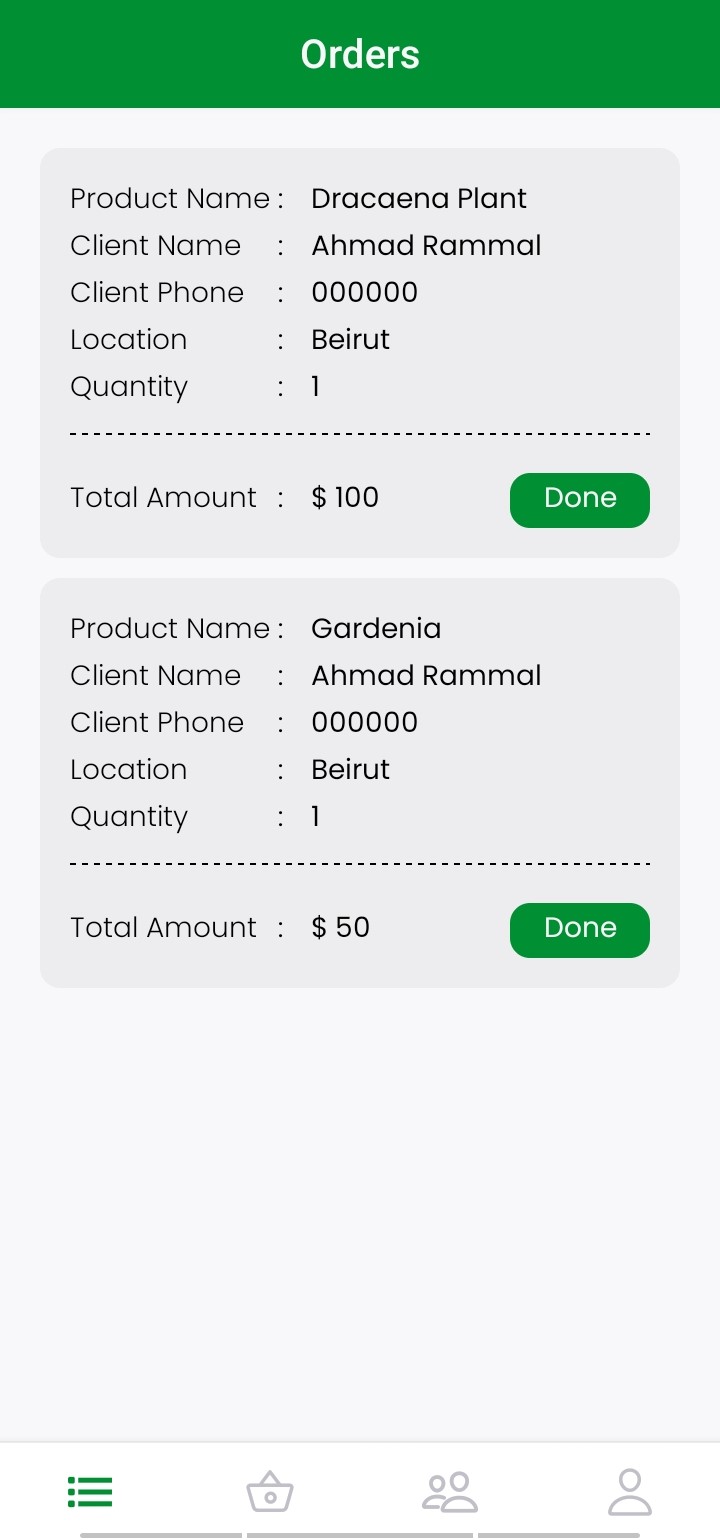 Orders
Product Name : Dracaena Plant
Client Name : Ahmad Rammal
Client Phone : 000000
Location : Beirut
Quantity : 1
Total Amount : $ 100 Done
Product Name : Gardenia
Client Name : Ahmad Rammal
Client Phone : 000000
Location : Beirut
Quantity : 1
Total Amount : $ 50 Done